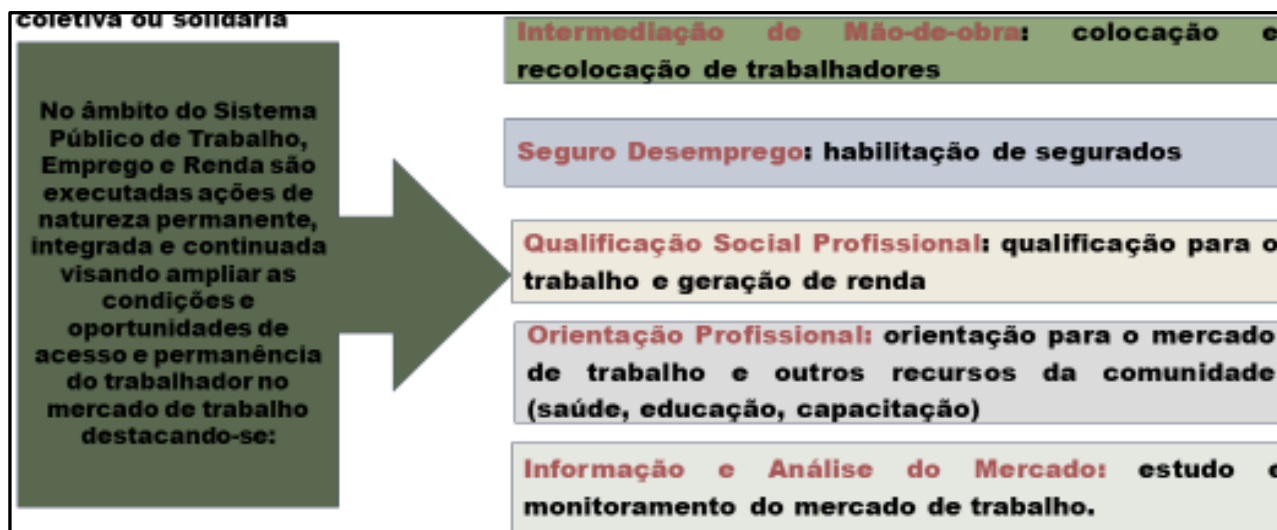 coletiva ou solidária
No âmbito do Sistema
Público de Trabalho,
Emprego e Renda são
executadas ações de
natureza permanente,
integrada e continuada
visando ampliar as
condições e
oportunidades de
acesso e permanência
do trabalhador no
mercado de trabalho
destacando-se:
Intermediação de Mão-de-obra: colocação e
recolocação de trabalhadores
Seguro Desemprego: habilitação de segurados
Qualificação Social Profissional: qualificação para o
trabalho e geração de renda
Orientação Profissional: orientação para o mercado
de trabalho e outros recursos da comunidade
(saúde, educação, capacitação)
Informação e Análise do Mercado: estudo
monitoramento do mercado de trabalho.